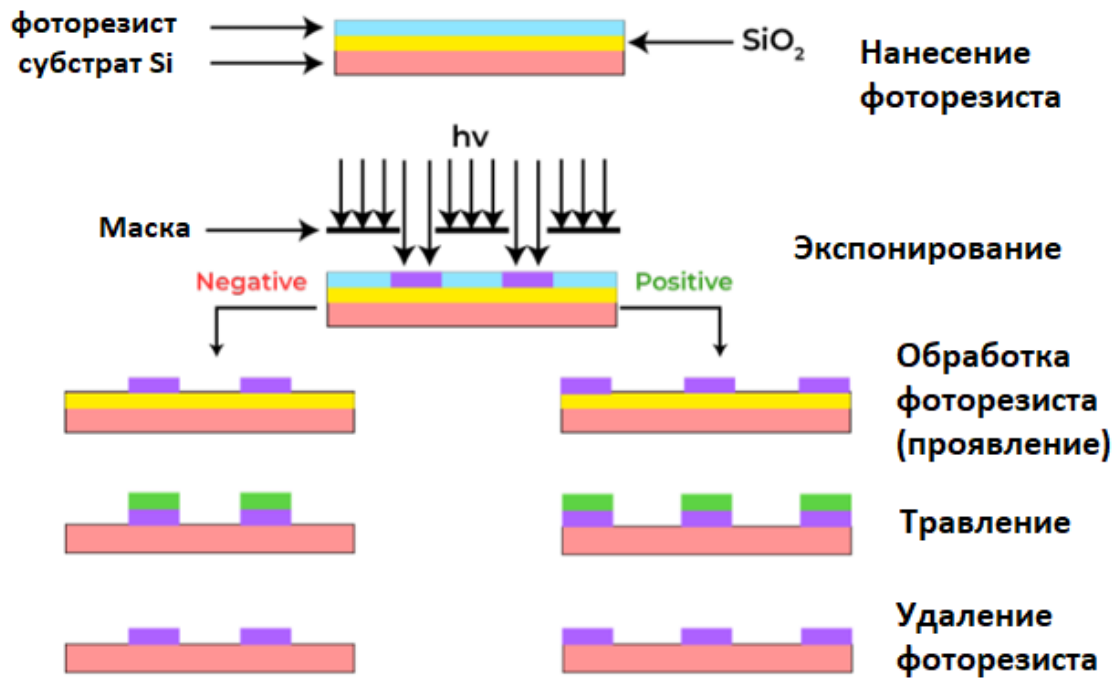 фоторезист
субстрат Si
SiO₂
Нанесение
фоторезиста
hv
Маска
Экспонирование
Negative
Positive
Обработка
фоторезиста
(проявление)
Травление
Удаление
фоторезиста